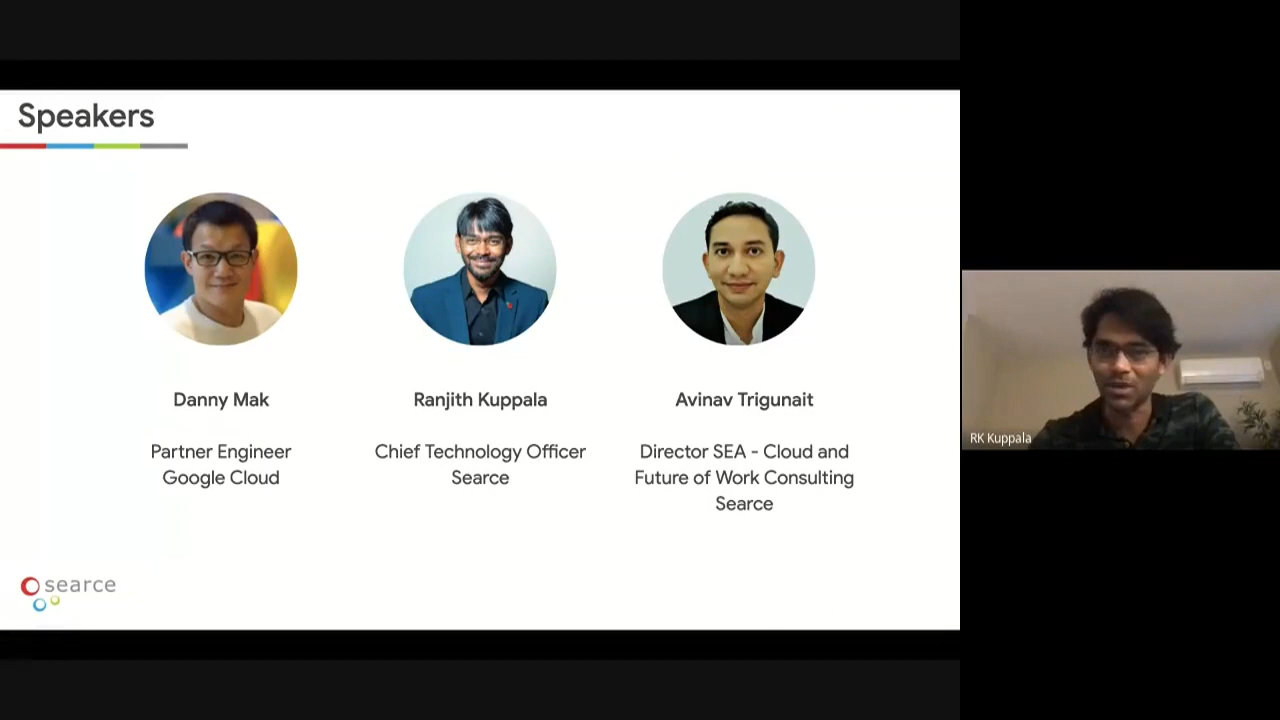 Speakers
Danny Mak
Partner Engineer
Google Cloud
Ranjith Kuppala
Chief Technology Officer
Searce
Avinav Trigunait
Director SEA - Cloud and
Future of Work Consulting
Searce
searce
RK Kuppala